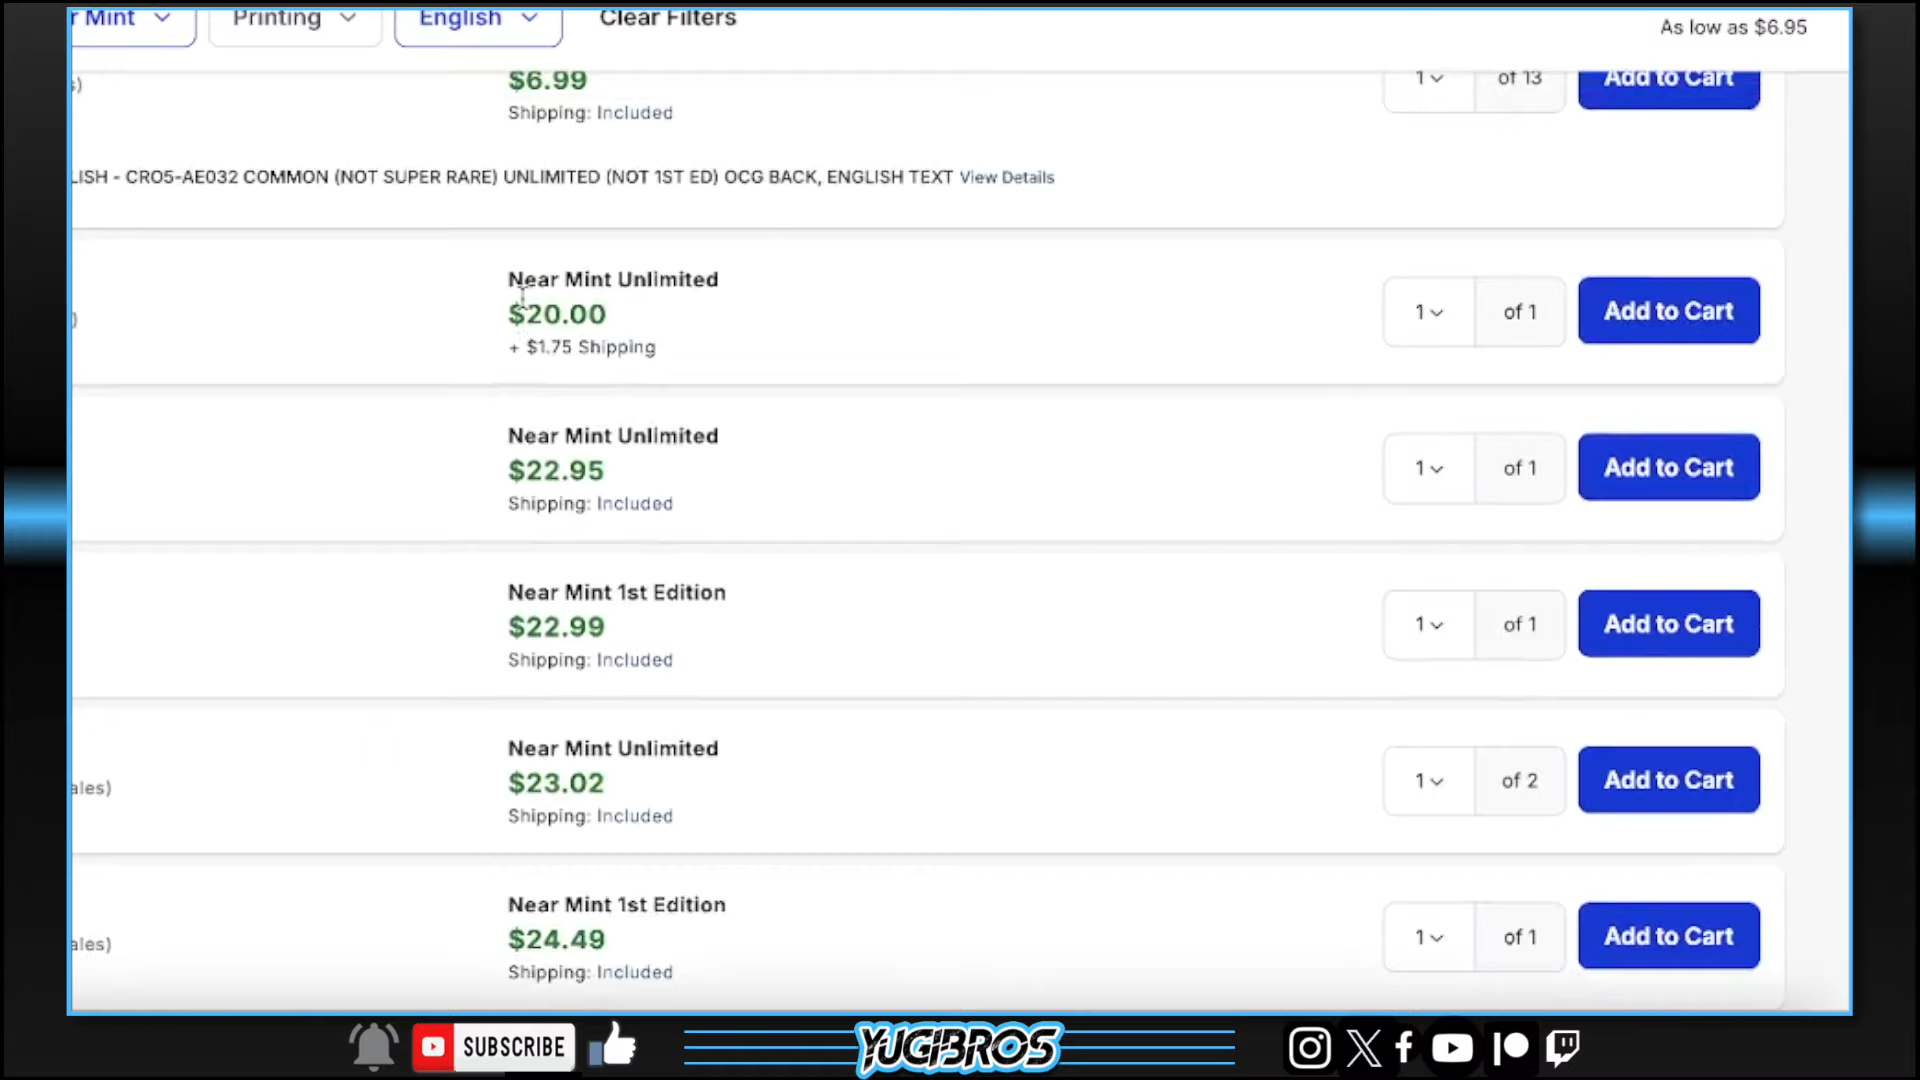 r Mint Printing English Clear Filters
As low as $6.95
s) $6.99 1 of 13 Add to Cart
Shipping: Included
LISH - CR05-AE032 COMMON (NOT SUPER RARE) UNLIMITED (NOT 1ST ED) OCG BACK, ENGLISH TEXT View Details
Near Mint Unlimited
) $20.00 1 of 1 Add to Cart
+ $1.75 Shipping
Near Mint Unlimited
$22.95 1 of 1 Add to Cart
Shipping: Included
Near Mint 1st Edition
$22.99 1 of 1 Add to Cart
Shipping: Included
Near Mint Unlimited
ales) $23.02 1 of 2 Add to Cart
Shipping: Included
Near Mint 1st Edition
ales) $24.49 1 of 1 Add to Cart
Shipping: Included
SUBSCRIBE YUGIBROS